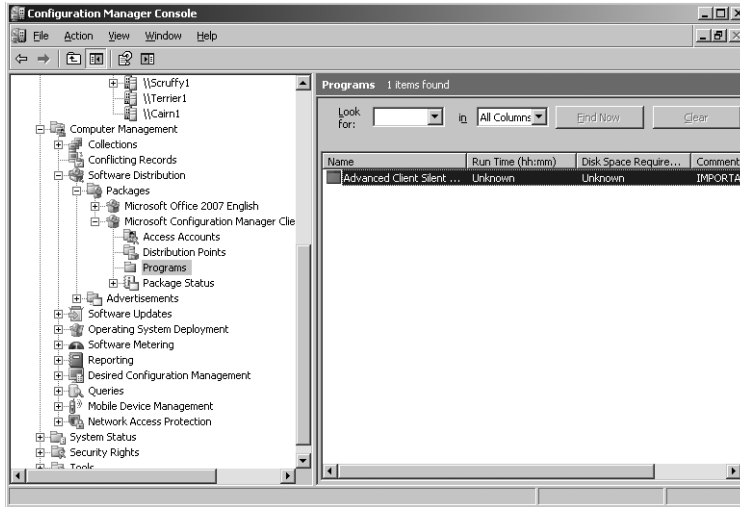 Configuration Manager Console
File Action View Window Help
\\Scruffy1
\\Terrier1
\\Cairn1
Computer Management
Collections
Conflicting Records
Software Distribution
Packages
Microsoft Office 2007 English
Microsoft Configuration Manager Clie
Access Accounts
Distribution Points
Programs
Package Status
Advertisements
Software Updates
Operating System Deployment
Software Metering
Reporting
Desired Configuration Management
Queries
Mobile Device Management
Network Access Protection
System Status
Security Rights
Tools
Programs 1 items found
Look for: in All Columns Find Now Clear
Name Run Time (hh:mm) Disk Space Require... Comment
Advanced Client Silent ... Unknown Unknown IMPORTA